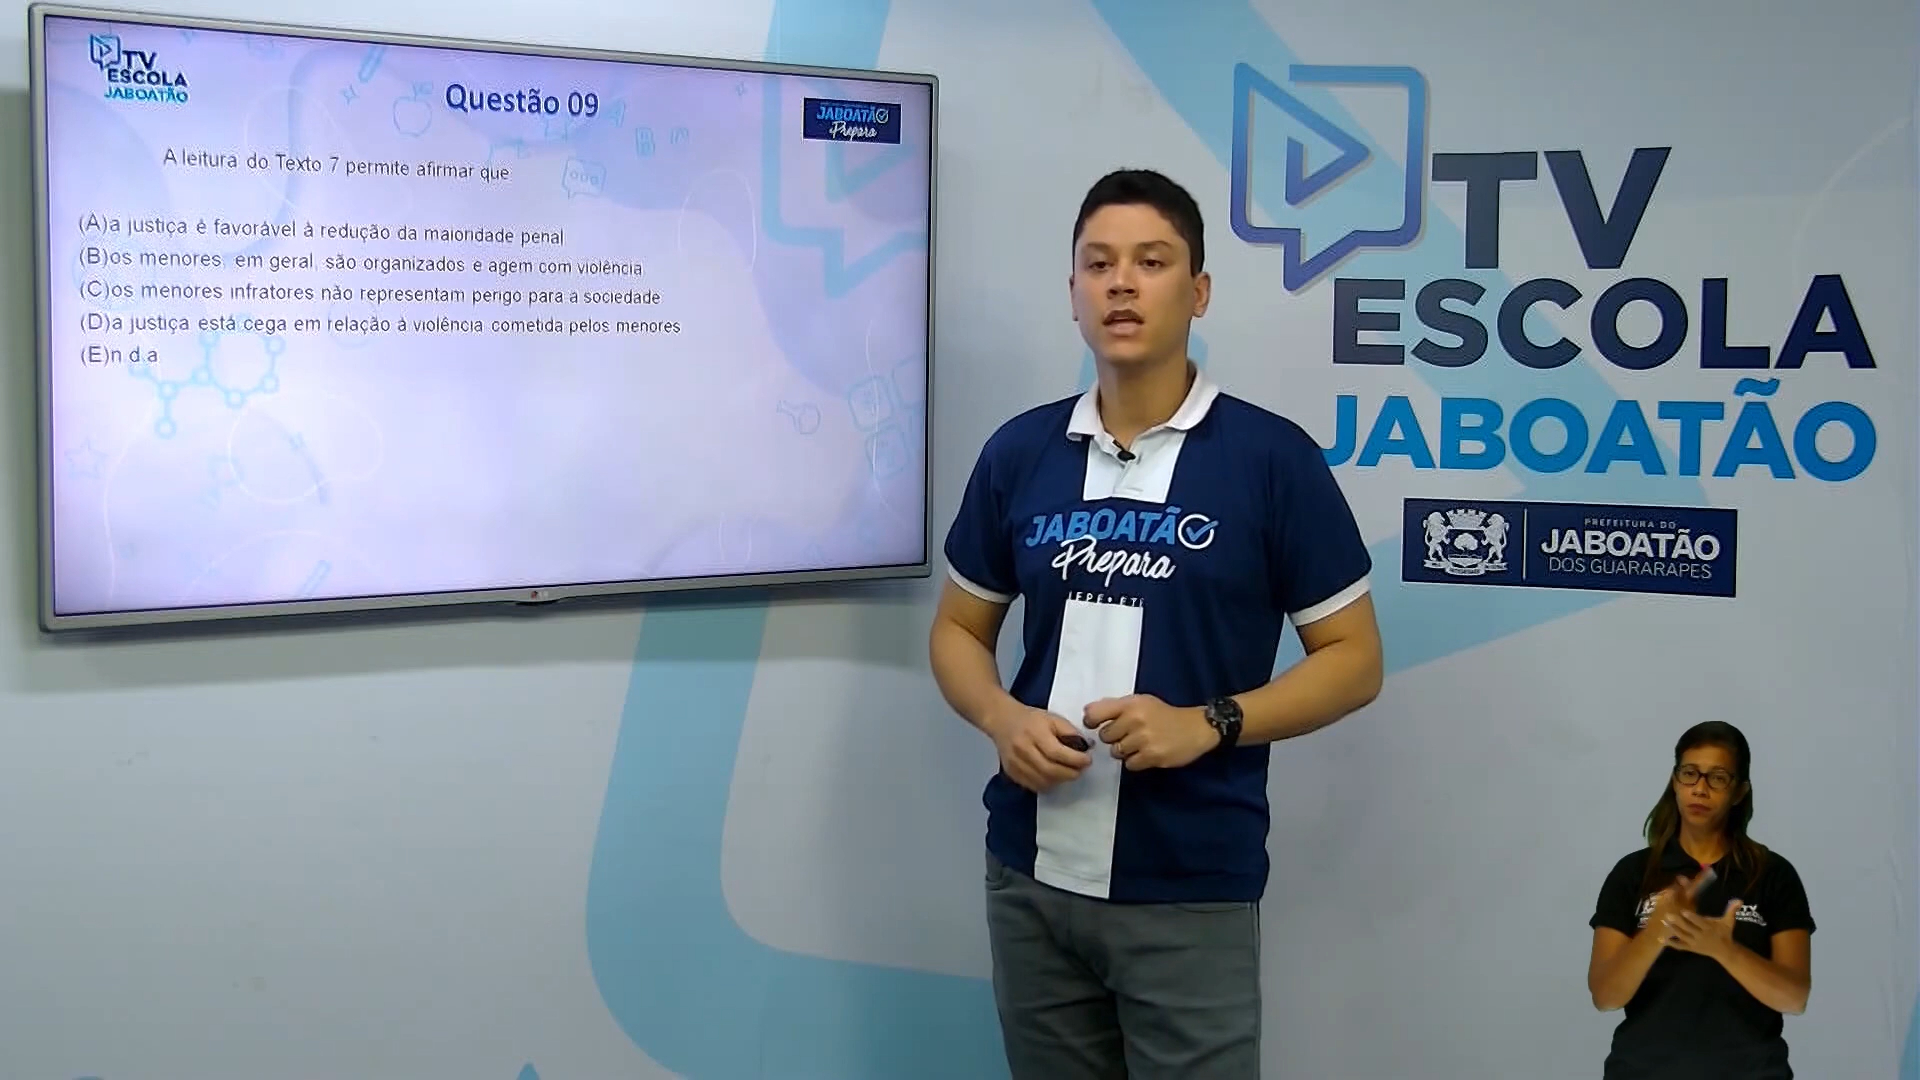 TV
ESCOLA
JABOATÃO
Questão 09
JABOATÃO
Prepara
A leitura do Texto 7 permite afirmar que
(A)a justiça é favorável à redução da maioridade penal
(B)os menores, em geral, são organizados e agem com violência
(C)os menores infratores não representam perigo para a sociedade
(D)a justiça está cega em relação à violência cometida pelos menores
(E)n.d.a
TV
ESCOLA
JABOATÃO
PREFEITURA DO
JABOATÃO
DOS GUARARAPES
JABOATÃO
Prepara
TV
ESCOLA